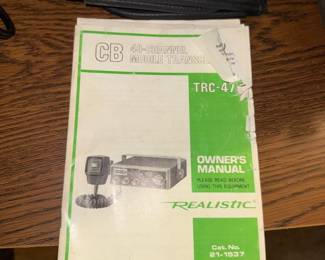 CB 40-CHANNEL
MOBILE
TRC-47
OWNER'S
MANUAL
PLEASE READ BEFORE
USING THIS EQUIPMENT
REALISTIC
Cat. No.
21-1537